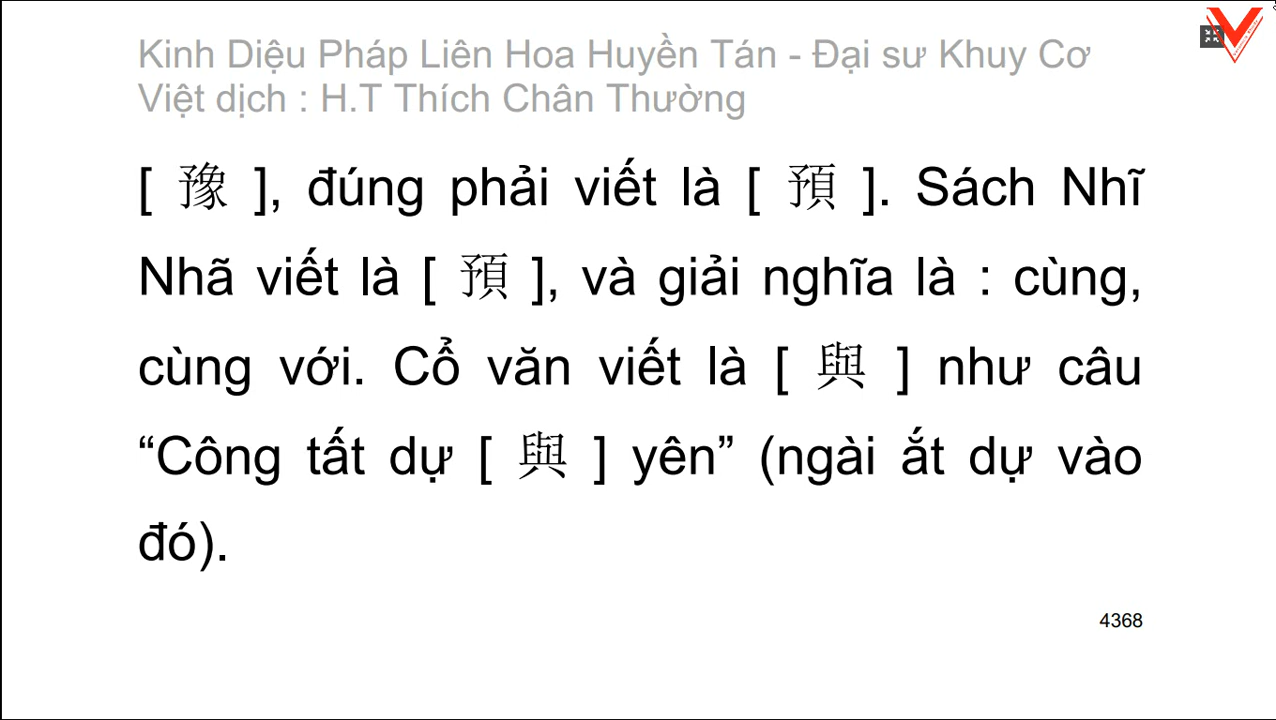 Kinh Diệu Pháp Liên Hoa Huyền Tán - Đại sư Khuy Cơ
Việt dịch : H.T Thích Chân Thường
[ 豫 ], đúng phải viết là [ 預 ]. Sách Nhĩ
Nhã viết là [ 預 ], và giải nghĩa là : cùng,
cùng với. Cổ văn viết là [ 與 ] như câu
“Công tất dự [ 與 ] yên” (ngài ắt dự vào
đó).
4368